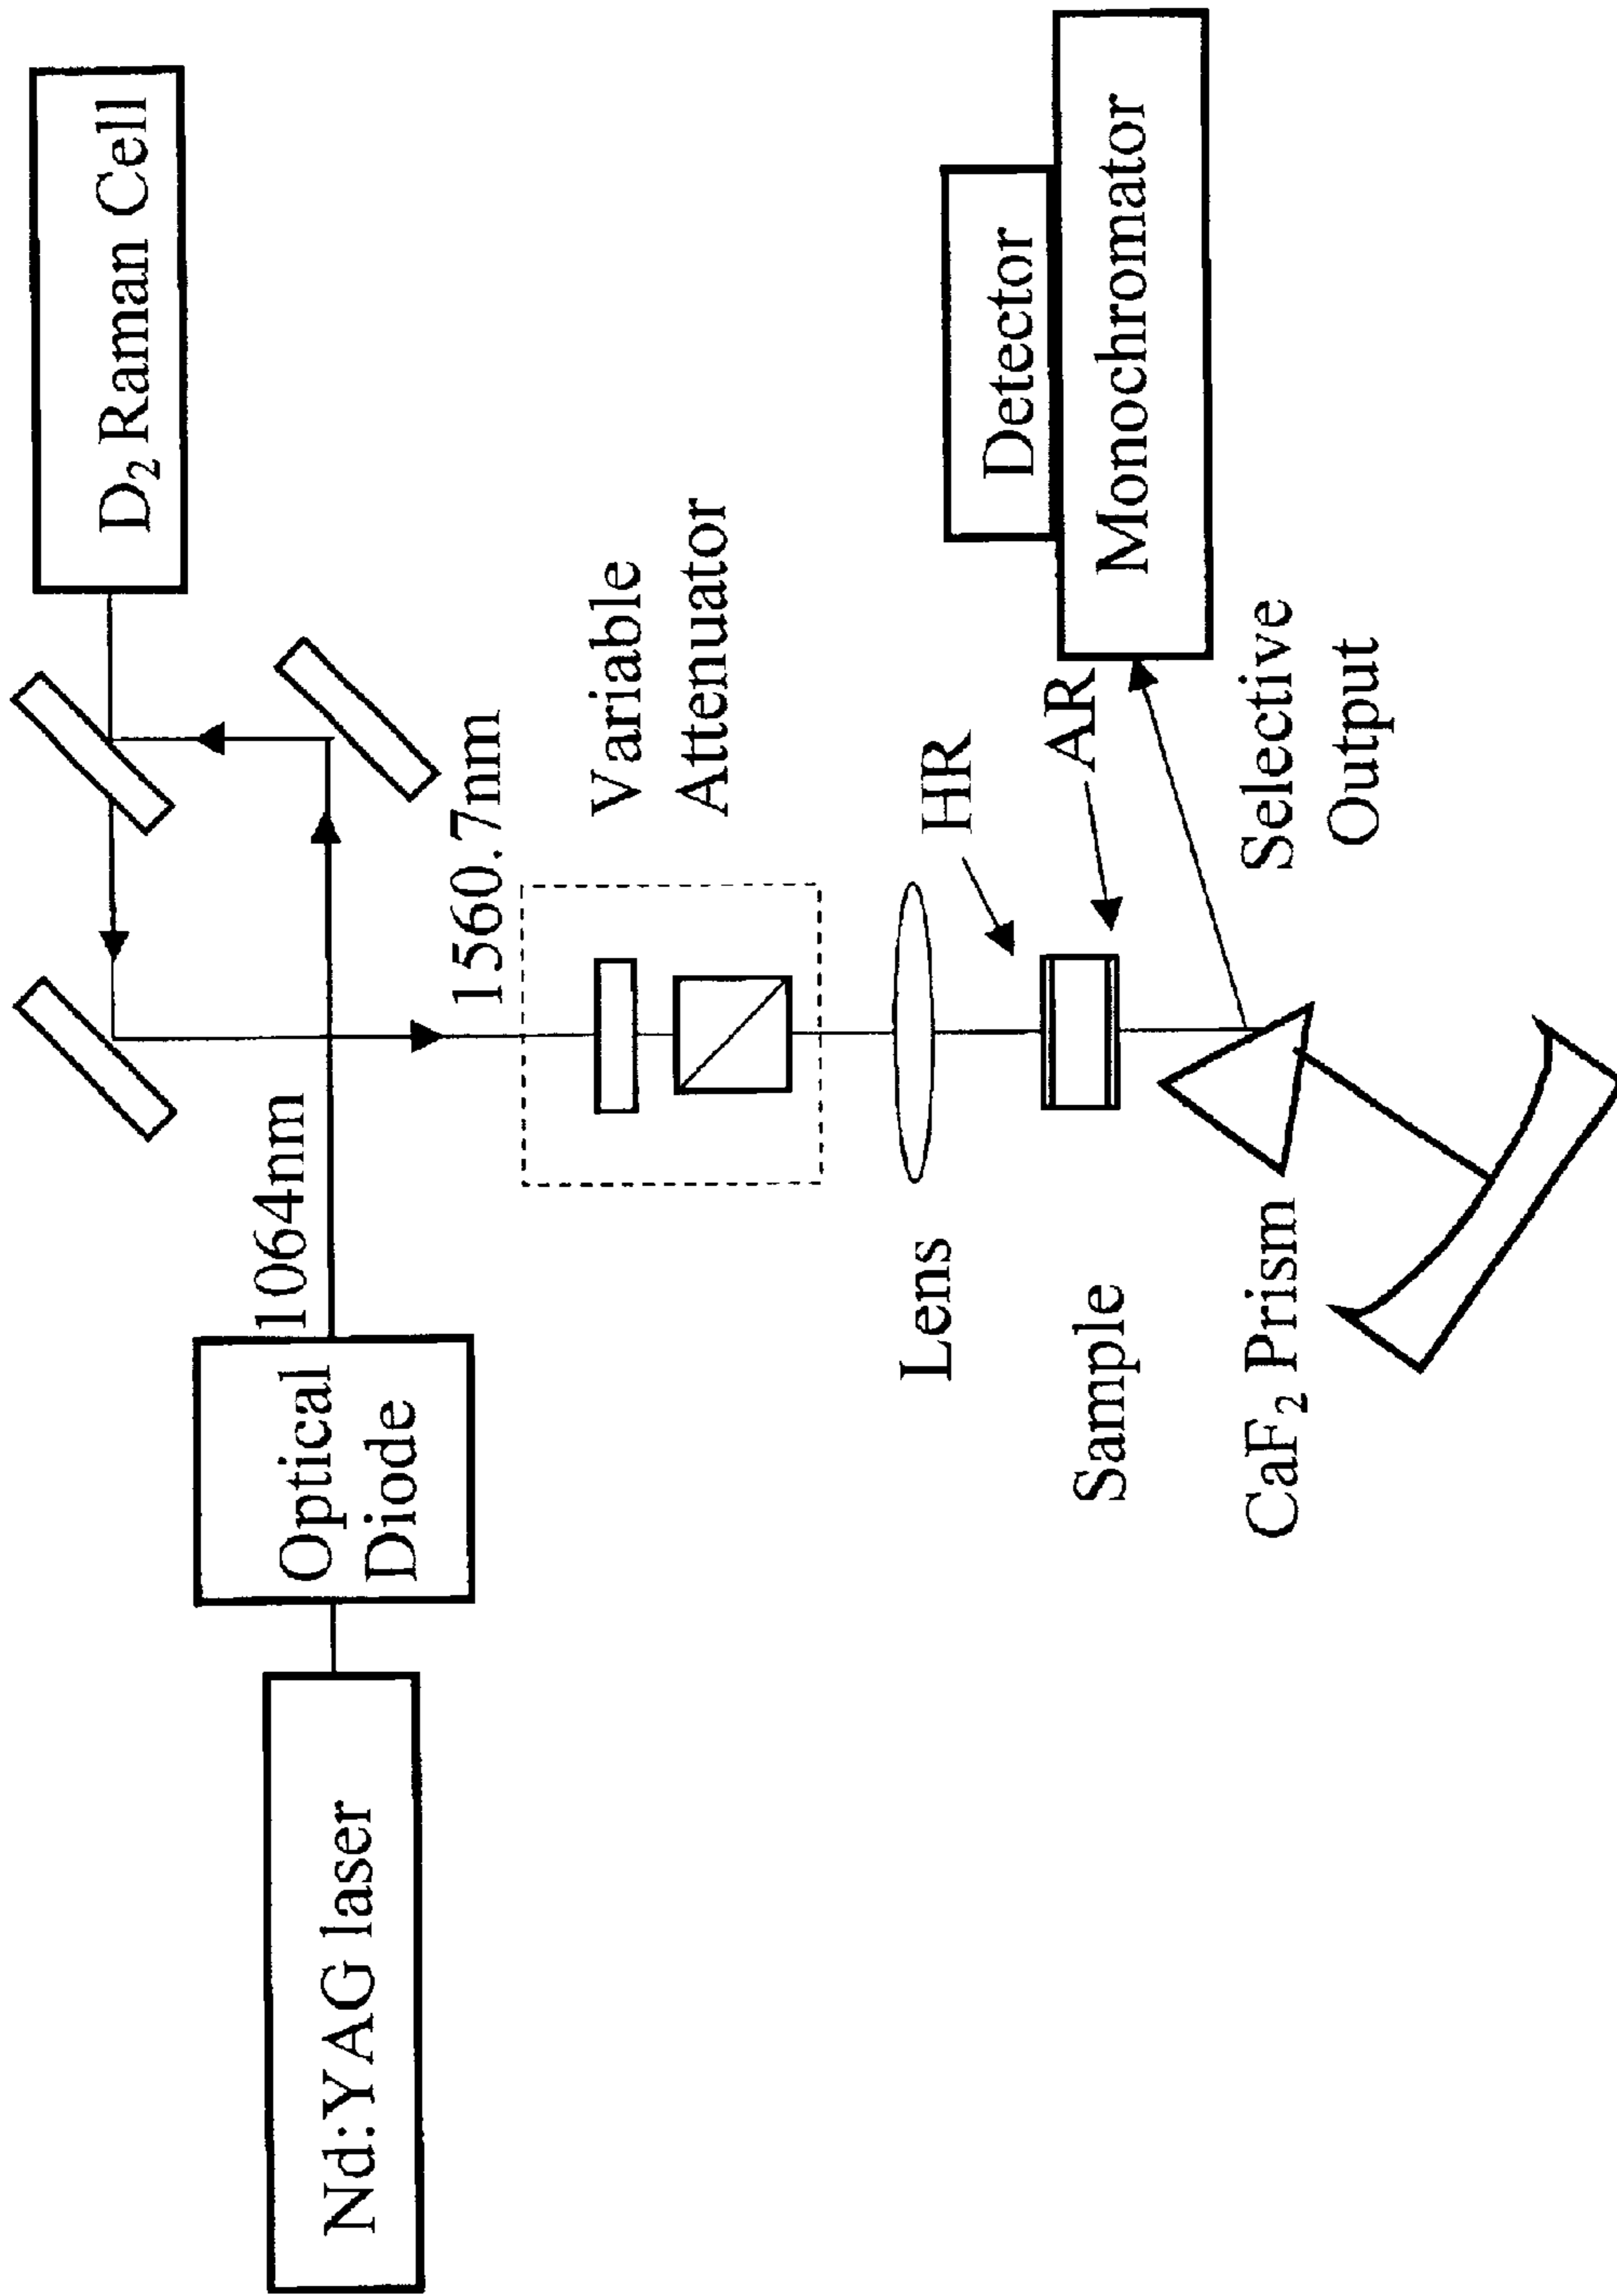 Nd:YAG laser
Optical
Diode
1064nm
1560.7nm
D₂ Raman Cell
Variable
Attenuator
Lens
HR
Sample
AR
Detector
Monochromator
CaF₂ Prism
Selective
Output